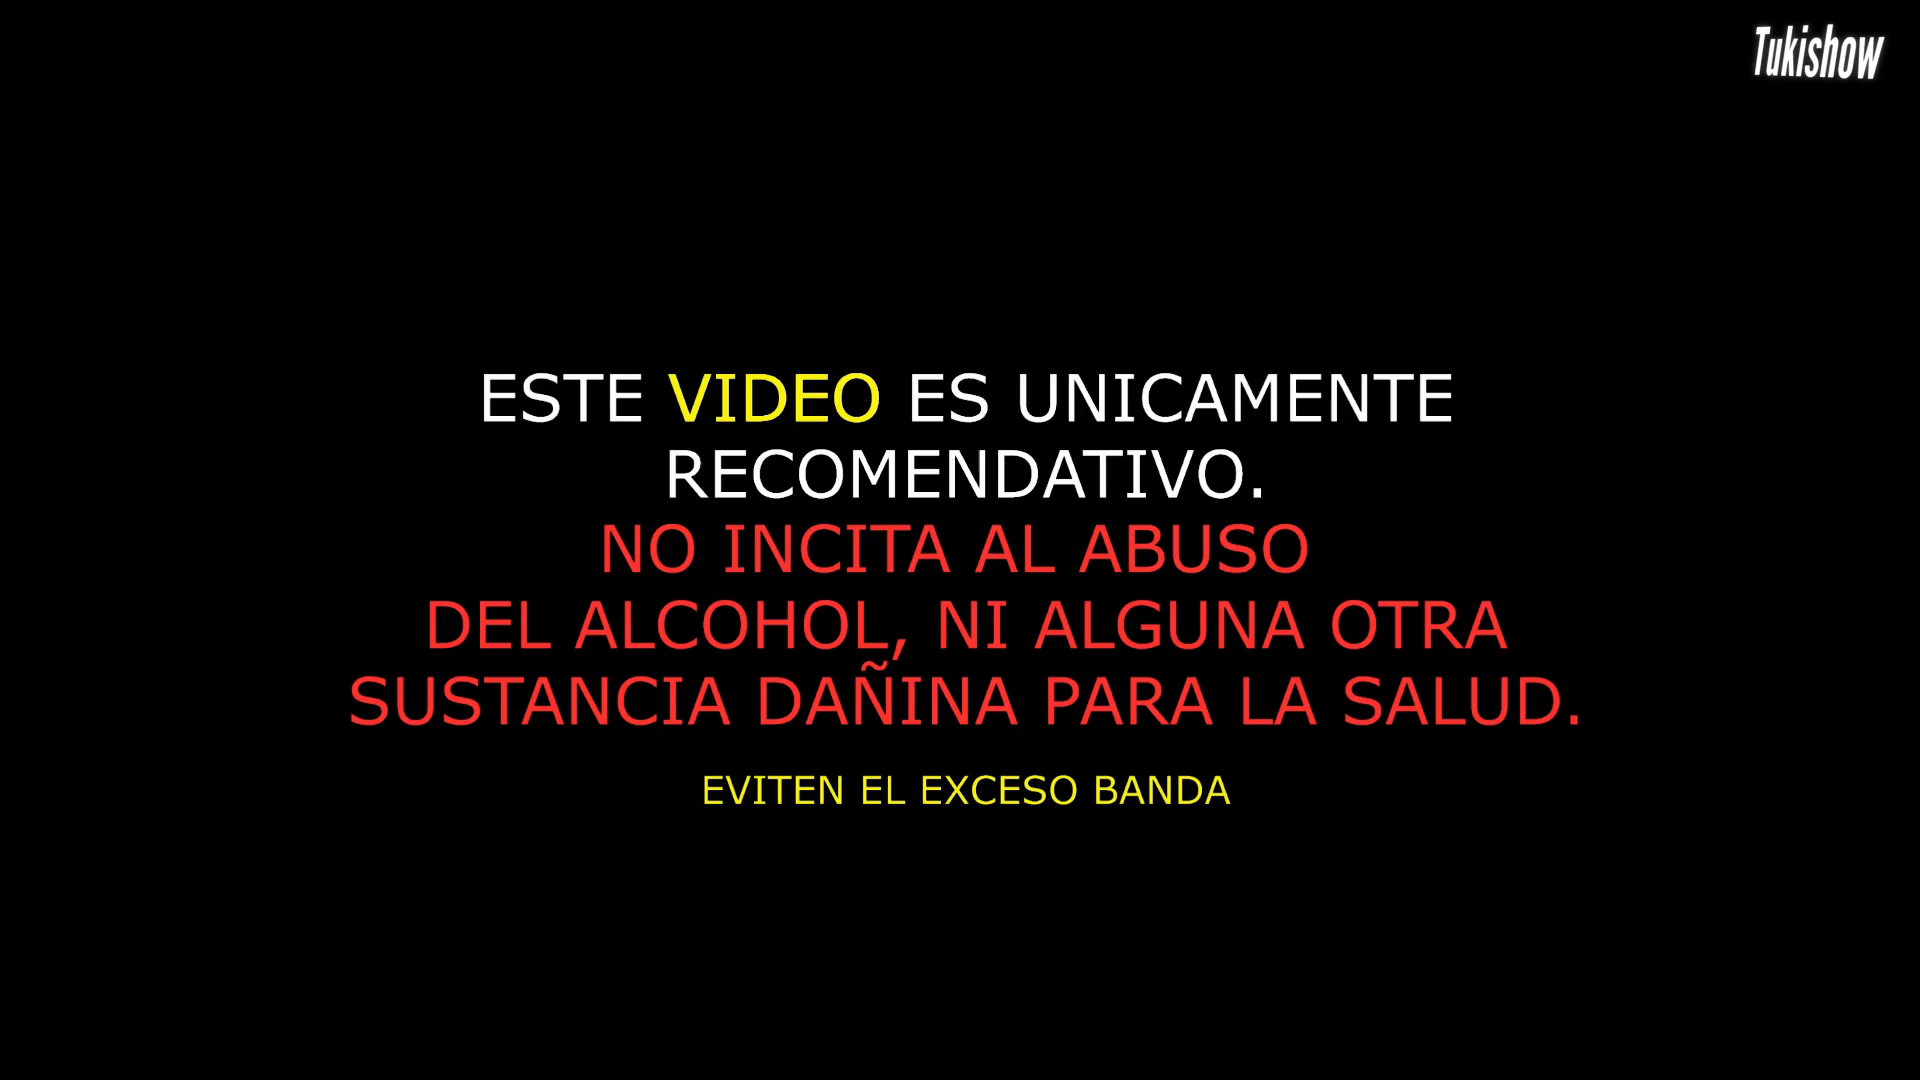 Tukishow
ESTE VIDEO ES UNICAMENTE
RECOMENDATIVO.
NO INCITA AL ABUSO
DEL ALCOHOL, NI ALGUNA OTRA
SUSTANCIA DAÑINA PARA LA SALUD.
EVITEN EL EXCESO BANDA